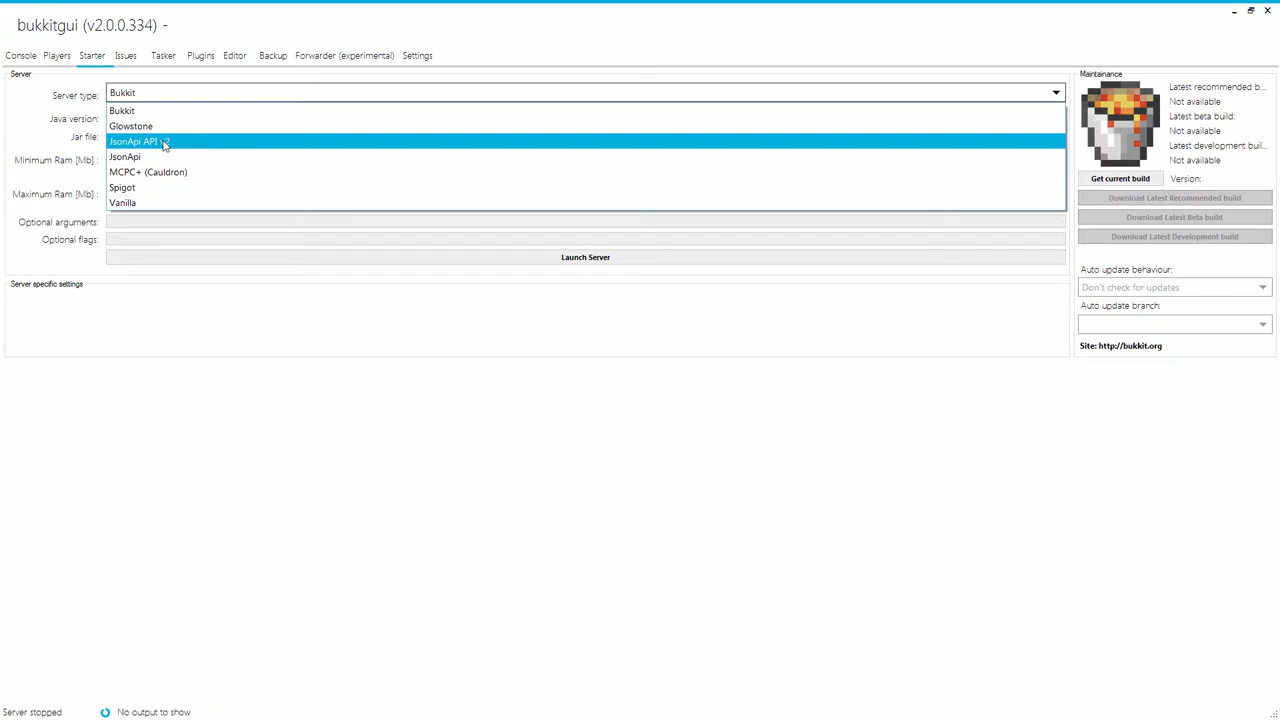 bukkitgui (v2.0.0.334) -
Console Players Starter Issues Tasker Plugins Editor Backup Forwarder (experimental) Settings
Server
Server type: Bukkit
Bukkit
Java version:
Glowstone
Jar file:
JsonApi API v2
JsonApi
Minimum Ram [Mb] :
MCPC+ (Cauldron)
Spigot
Maximum Ram [Mb] :
Vanilla
Optional arguments:
Optional flags:
Launch Server
Server specific settings
Maintainance
Latest recommended b...
Not available
Latest beta build:
Not available
Latest development buil...
Not available
Get current build Version:
Download Latest Recommended build
Download Latest Beta build
Download Latest Development build
Auto update behaviour:
Don't check for updates
Auto update branch:
Site: http://bukkit.org
Server stopped No output to show